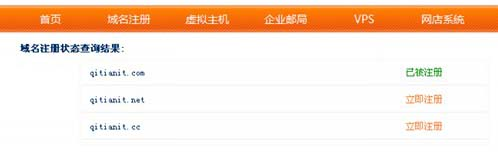 首页 域名注册 虚拟主机 企业邮局 VPS 网店系统
域名注册状态查询结果：
qitianit.com 已被注册
qitianit.net 立即注册
qitianit.cc 立即注册